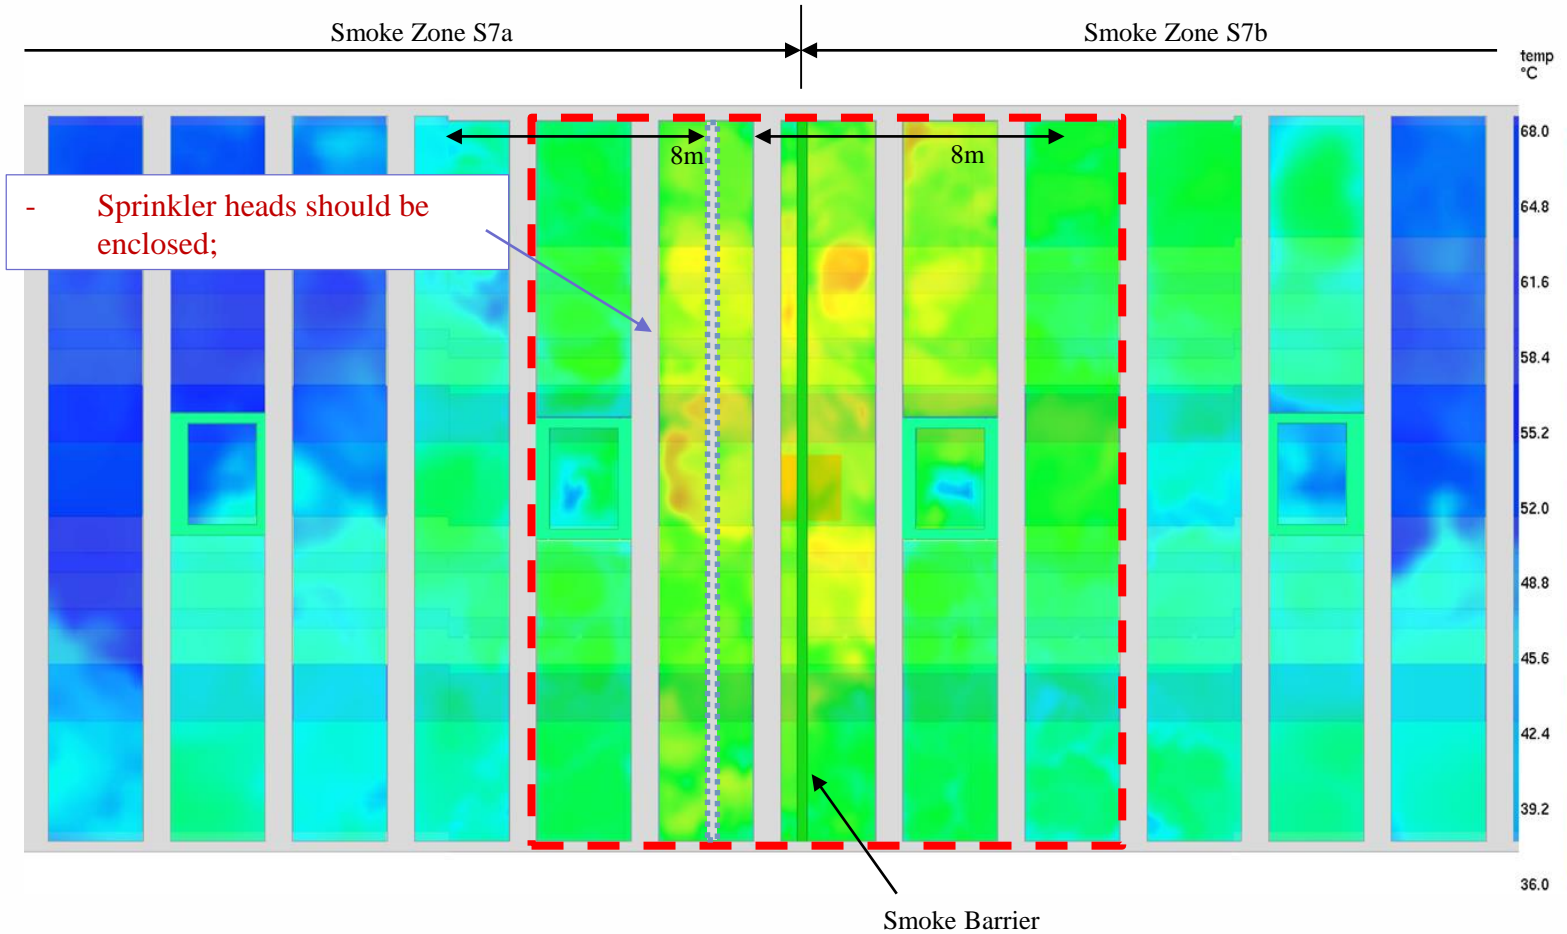 Smoke Zone S7a
Smoke Zone S7b
temp
°C
68.0
8m
8m
- Sprinkler heads should be
enclosed;
64.8
61.6
58.4
55.2
52.0
48.8
45.6
42.4
39.2
36.0
Smoke Barrier